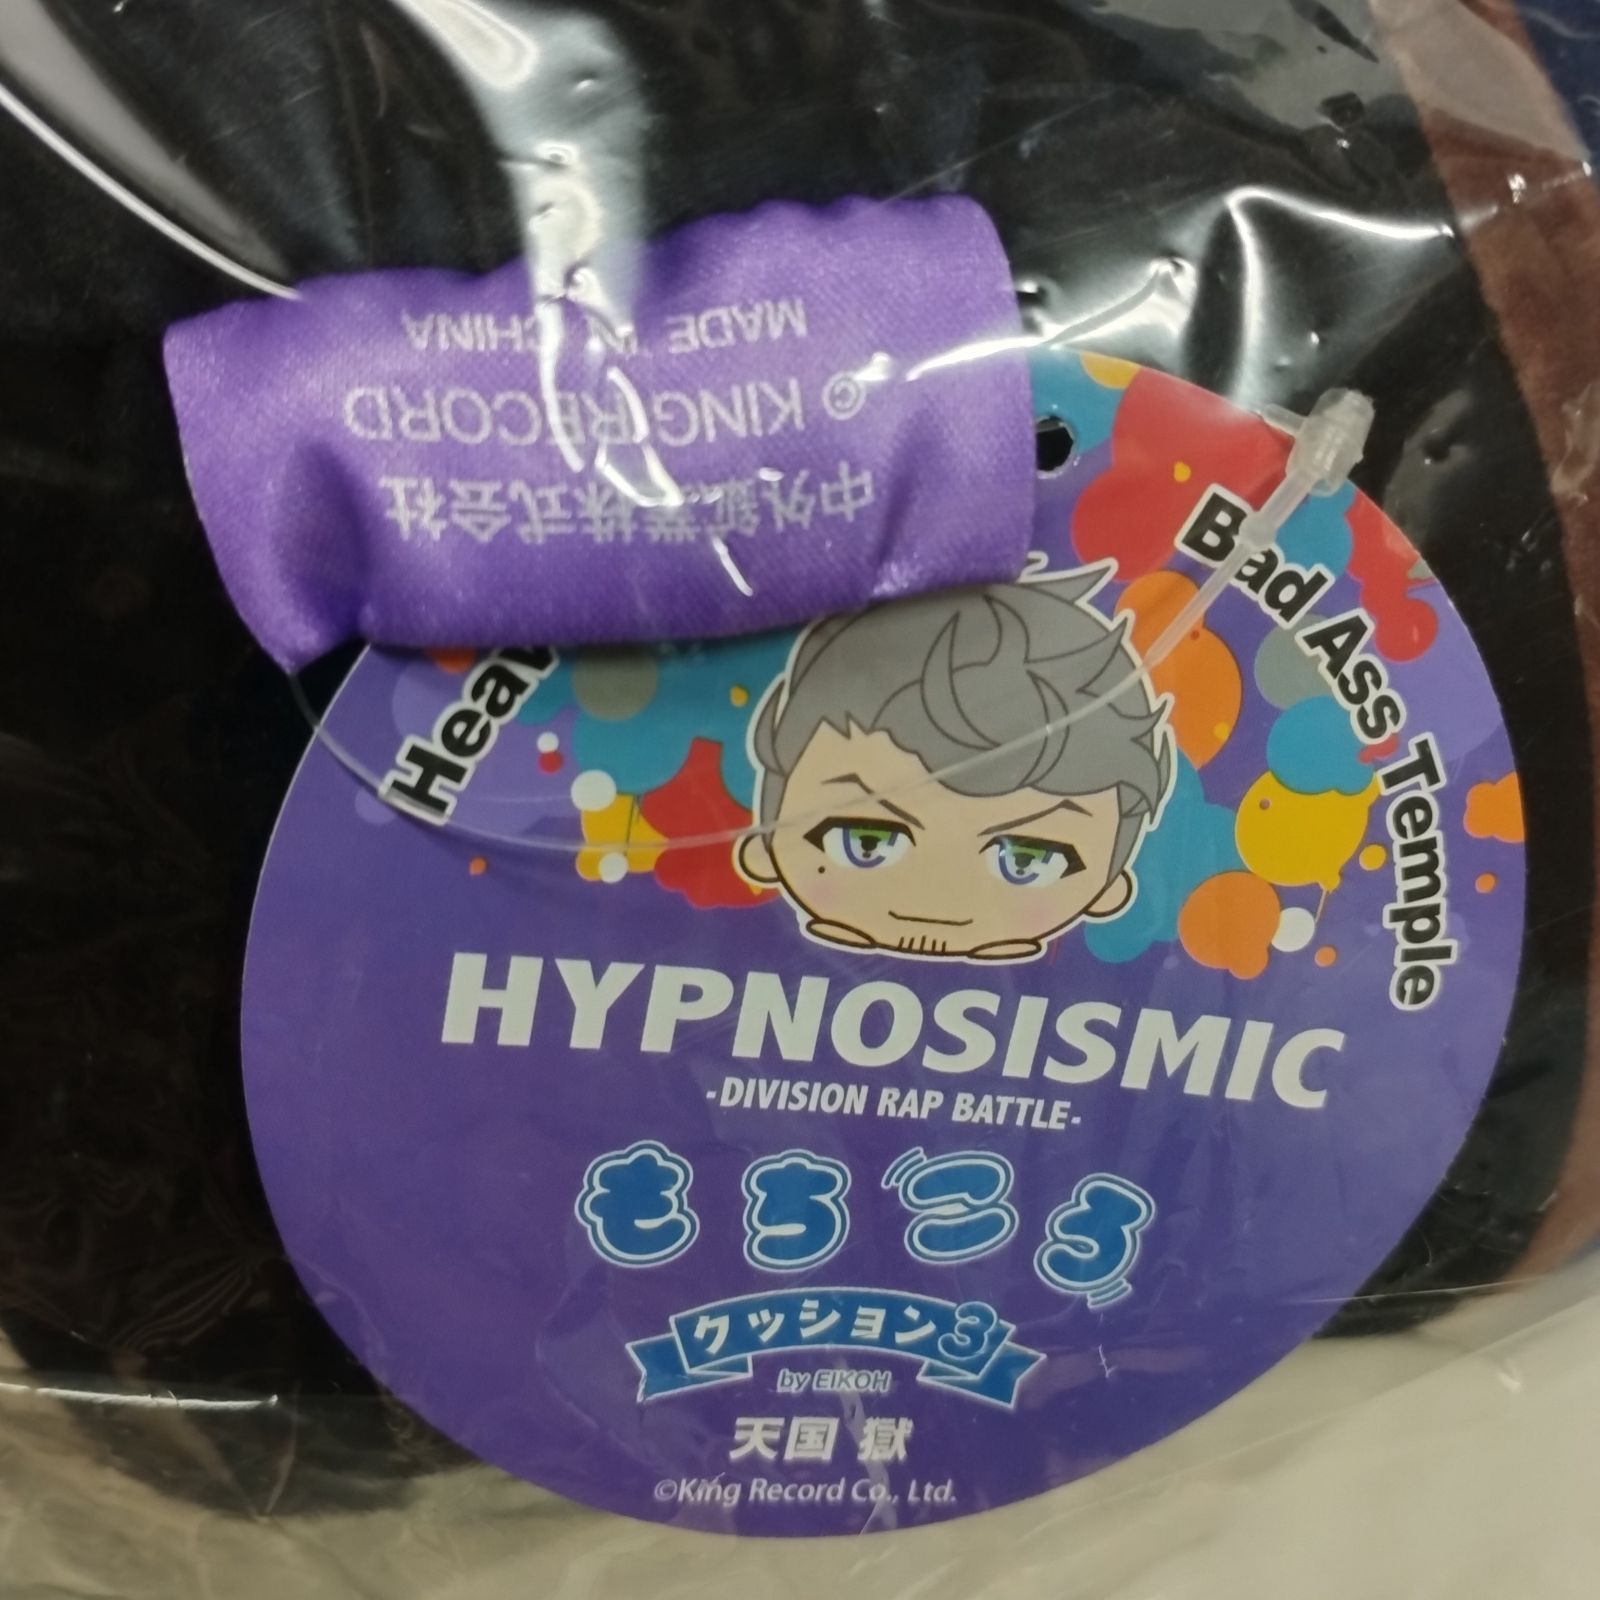 中外鉱業株式会社
© KING RECORD
MADE IN CHINA
Bad Ass Temple
HYPNOSISMIC
-DIVISION RAP BATTLE-
もちころ
クッション3
by EIKOH
天国 獄
©King Record Co., Ltd.